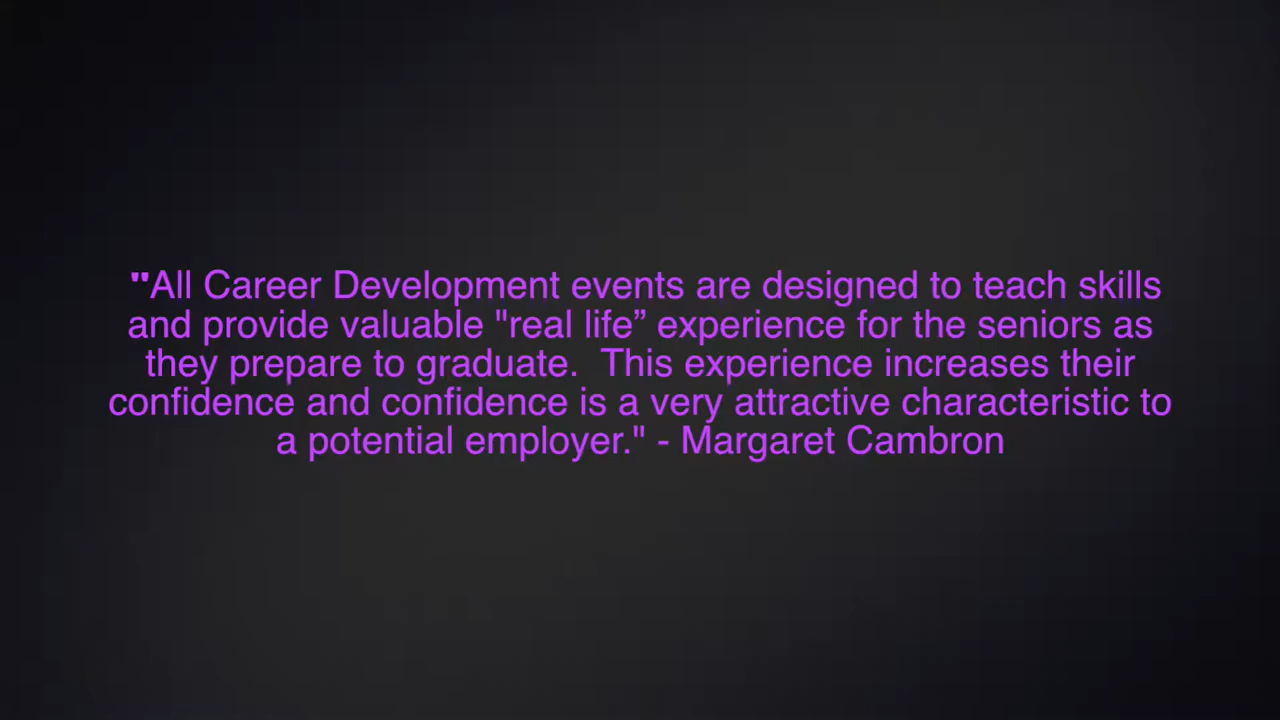 "All Career Development events are designed to teach skills
and provide valuable "real life” experience for the seniors as
they prepare to graduate.  This experience increases their
confidence and confidence is a very attractive characteristic to
a potential employer." - Margaret Cambron